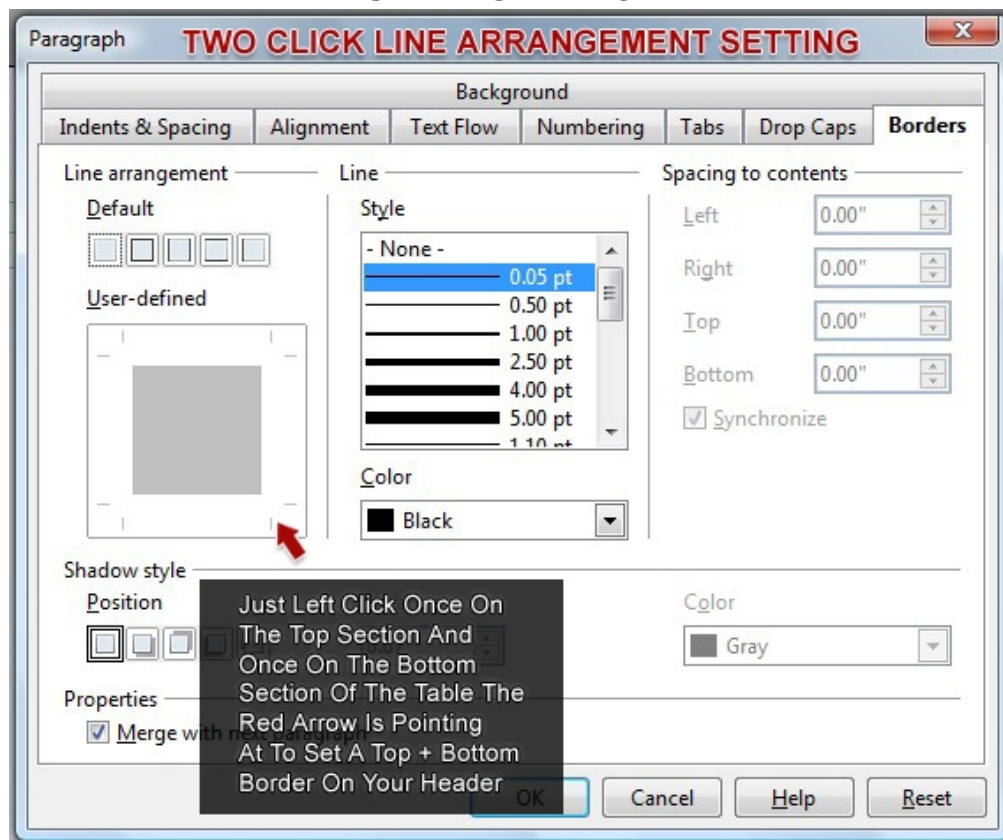 Paragraph
TWO CLICK LINE ARRANGEMENT SETTING
X
Background
Indents & Spacing
Alignment
Text Flow
Numbering
Tabs
Drop Caps
Borders
Line arrangement
Default
User-defined
Line
Style
- None -
0.05 pt
0.50 pt
1.00 pt
2.50 pt
4.00 pt
5.00 pt
1.10 pt
Color
Black
Spacing to contents
Left
0.00"
Right
0.00"
Top
0.00"
Bottom
0.00"
Synchronize
Shadow style
Position
Color
Gray
Properties
Merge with next paragraph
Just Left Click Once On
The Top Section And
Once On The Bottom
Section Of The Table The
Red Arrow Is Pointing
At To Set A Top + Bottom
Border On Your Header
OK
Cancel
Help
Reset